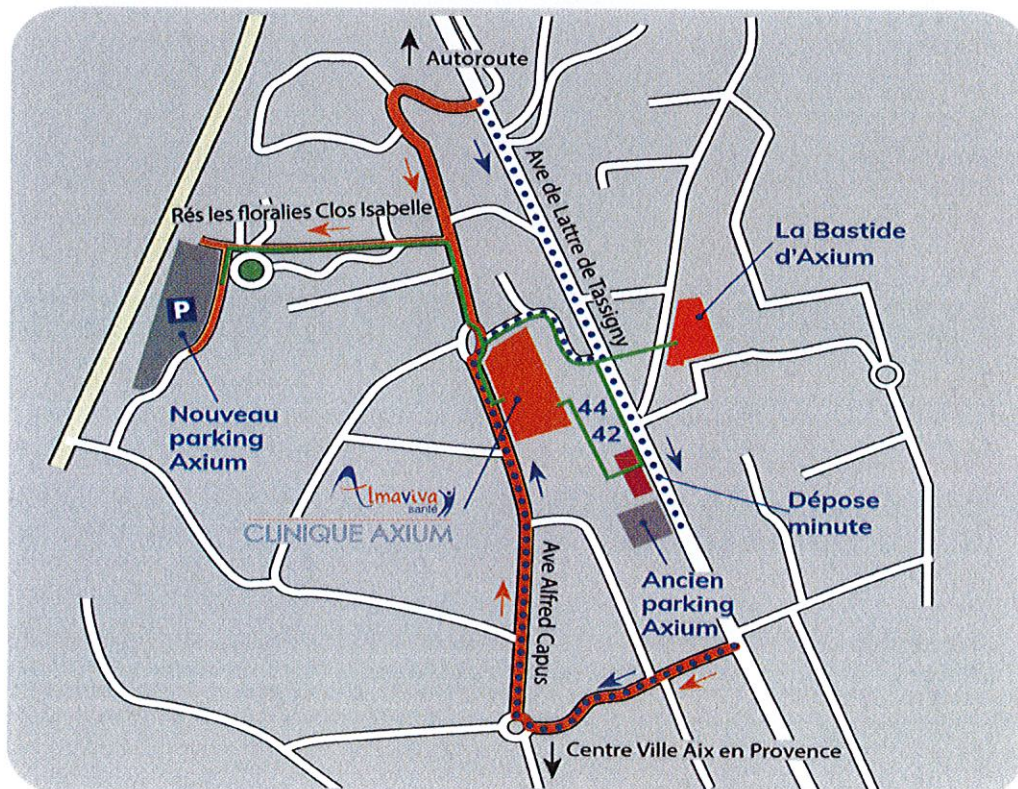 Autoroute
Ave de Lattre de Tassigny
Rés les floralies Clos Isabelle
La Bastide
d'Axium
P
Nouveau
parking
Axium
44
42
Almaviva
santé
CLINIQUE AXIUM
Dépose
minute
Ave Alfred Capus
Ancien
parking
Axium
Centre Ville Aix en Provence